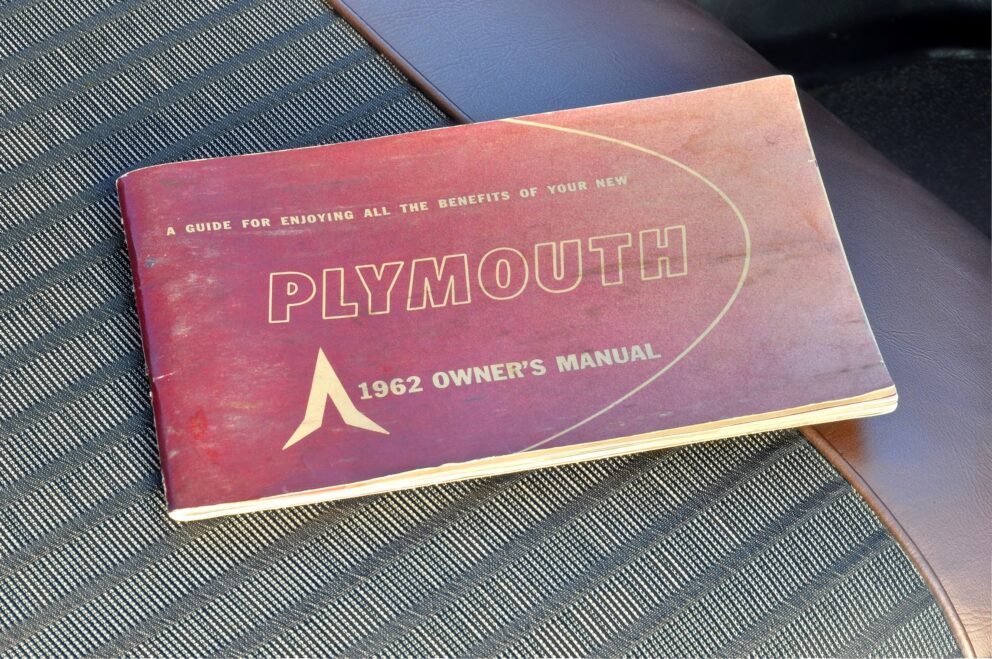 A GUIDE FOR ENJOYING ALL THE BENEFITS OF YOUR NEW
PLYMOUTH
1962 OWNER'S MANUAL